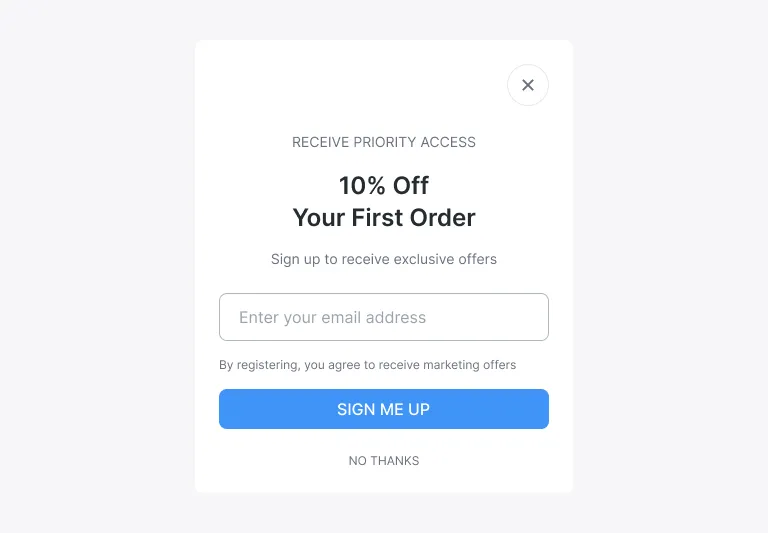 RECEIVE PRIORITY ACCESS
10% Off
Your First Order
Sign up to receive exclusive offers
Enter your email address
By registering, you agree to receive marketing offers
SIGN ME UP
NO THANKS